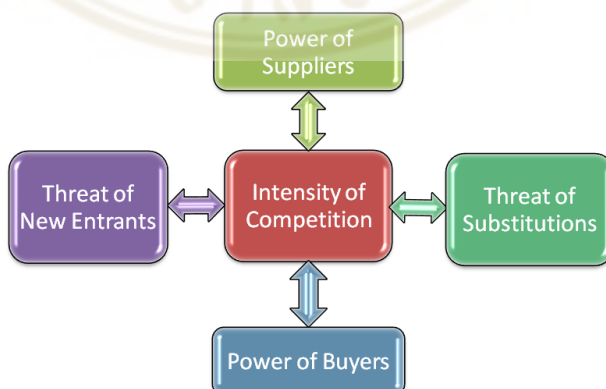 Power of
Suppliers
Threat of
New Entrants
Intensity of
Competition
Threat of
Substitutions
Power of Buyers